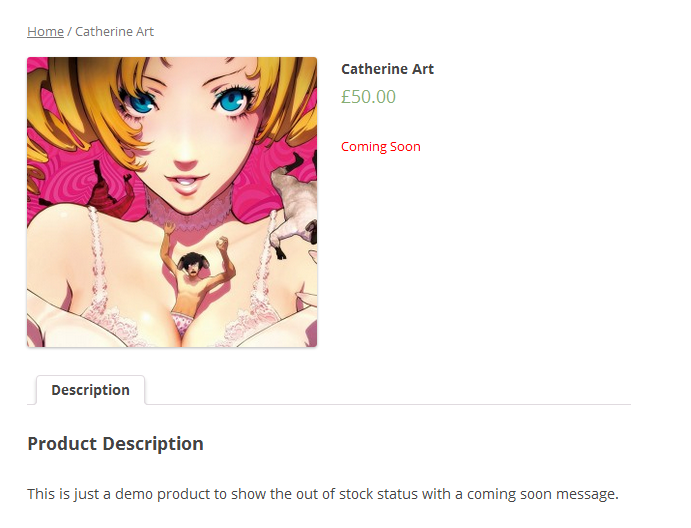 Home / Catherine Art
Catherine Art
£50.00
Coming Soon
Description
Product Description
This is just a demo product to show the out of stock status with a coming soon message.